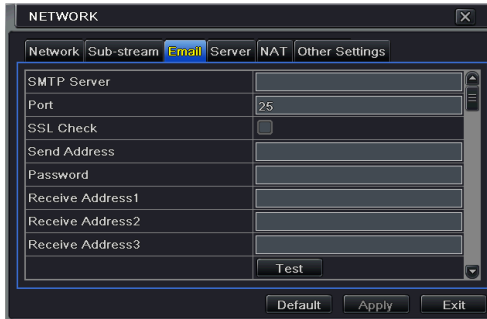 NETWORK
Network Sub-stream Email Server NAT Other Settings
SMTP Server
Port 25
SSL Check
Send Address
Password
Receive Address1
Receive Address2
Receive Address3
Test
Default Apply Exit